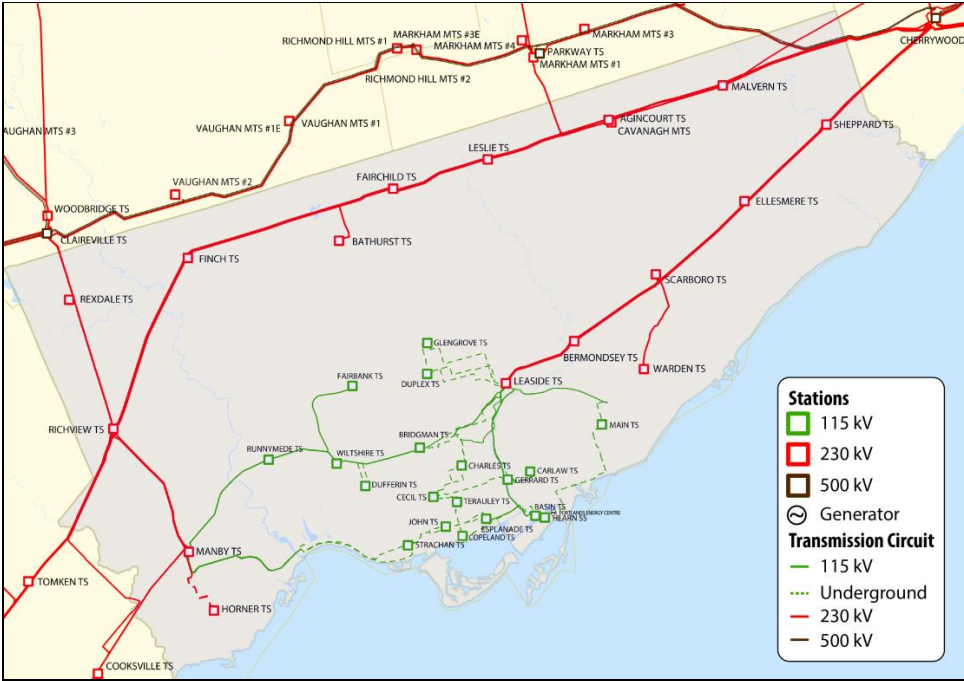 RICHMOND HILL MTS #1
MARKHAM MTS #3E
MARKHAM MTS #4
MARKHAM MTS #3
PARKWAY TS
MARKHAM MTS #1
CHERRYWOOD
RICHMOND HILL MTS #2
MALVERN TS
AGINCOURT TS
CAVANAGH MTS
SHEPPARD TS
VAUGHAN MTS #1E
VAUGHAN MTS #1
AUGHAN MTS #3
LESLIE TS
FAIRCHILD TS
VAUGHAN MTS #2
WOODBRIDGE TS
ELLESMERE TS
CLAIREVILLE TS
BATHURST TS
FINCH TS
SCARBORO TS
REXDALE TS
GLENGROVE TS
BERMONDSEY TS
WARDEN TS
FAIRBANK TS
DUPLEX TS
LEASIDE TS
RICHVIEW TS
MAIN TS
BRIDGMAN TS
RUNNYMEDE TS
WILTSHIRE TS
CHARLES TS
CARLAW TS
GERRARD TS
DUFFERIN TS
CECIL TS
TERAULEY TS
BASIN TS
PORTLANDS ENERGY CENTRE
HEARN SS
JOHN TS
ESPLANADE TS
COPELAND TS
STRACHAN TS
MANBY TS
TOMKEN TS
HORNER TS
COOKSVILLE TS
Stations
115 kV
230 kV
500 kV
Generator
Transmission Circuit
115 kV
Underground
230 kV
500 kV